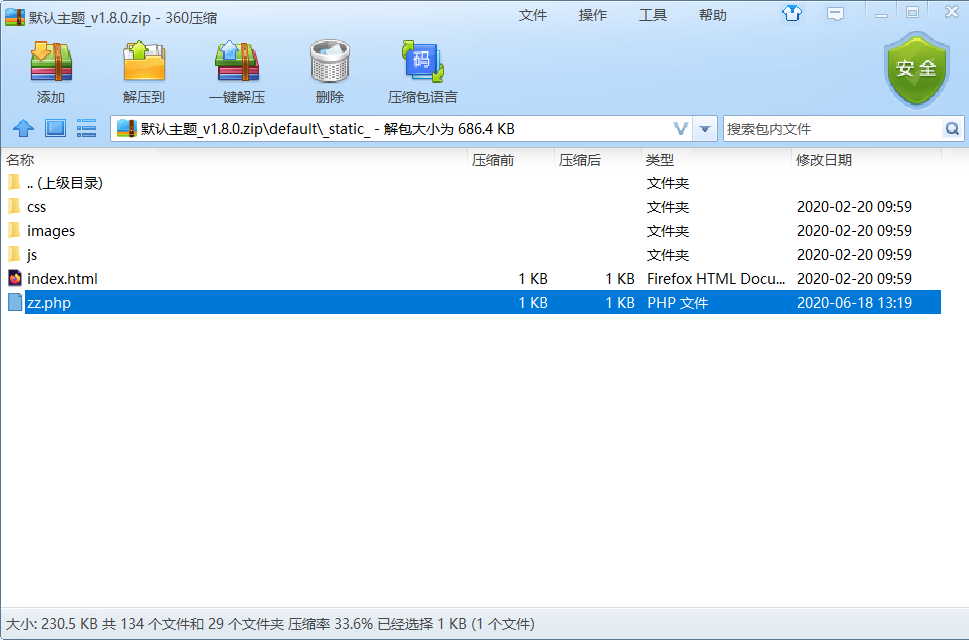 默认主题_v1.8.0.zip - 360压缩 文件 操作 工具 帮助
添加 解压到 一键解压 删除 码 压缩包语言 安全
默认主题_v1.8.0.zip\default\_static_ - 解包大小为 686.4 KB 搜索包内文件
名称 压缩前 压缩后 类型 修改日期
.. (上级目录) 文件夹
css 文件夹 2020-02-20 09:59
images 文件夹 2020-02-20 09:59
js 文件夹 2020-02-20 09:59
index.html 1 KB 1 KB Firefox HTML Docu... 2020-02-20 09:59
zz.php 1 KB 1 KB PHP 文件 2020-06-18 13:19
大小: 230.5 KB 共 134 个文件和 29 个文件夹 压缩率 33.6% 已经选择 1 KB (1 个文件)